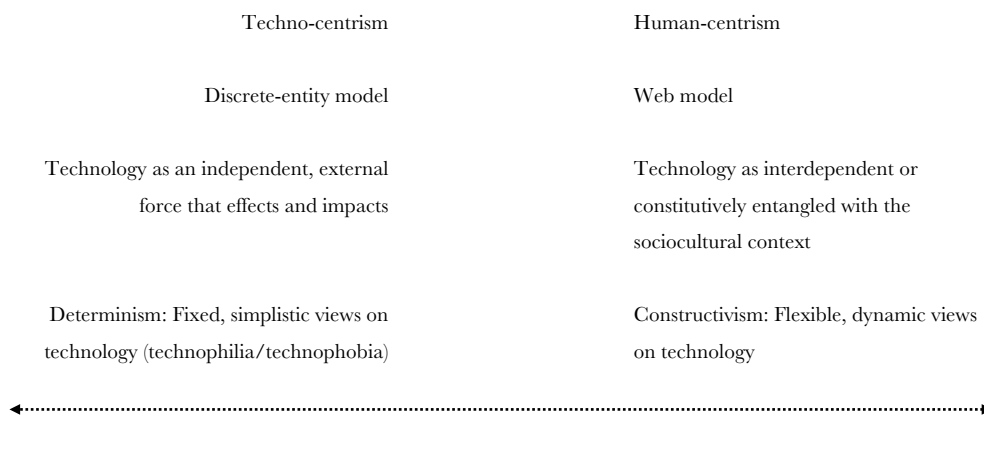 Techno-centrism
Human-centrism
Discrete-entity model
Web model
Technology as an independent, external
force that effects and impacts
Technology as interdependent or
constitutively entangled with the
sociocultural context
Determinism: Fixed, simplistic views on
technology (technophilia/technophobia)
Constructivism: Flexible, dynamic views
on technology